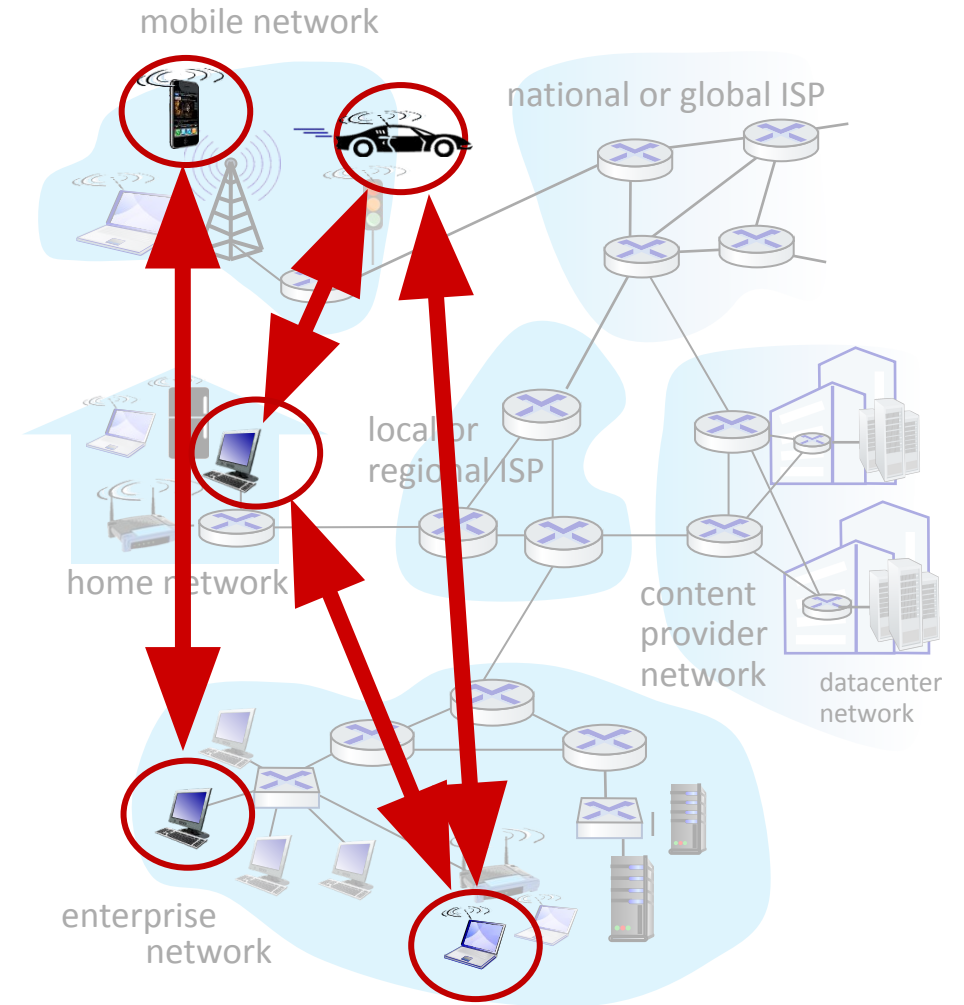 mobile network
national or global ISP
local or
regional ISP
home network
content
provider
network
datacenter
network
enterprise
network